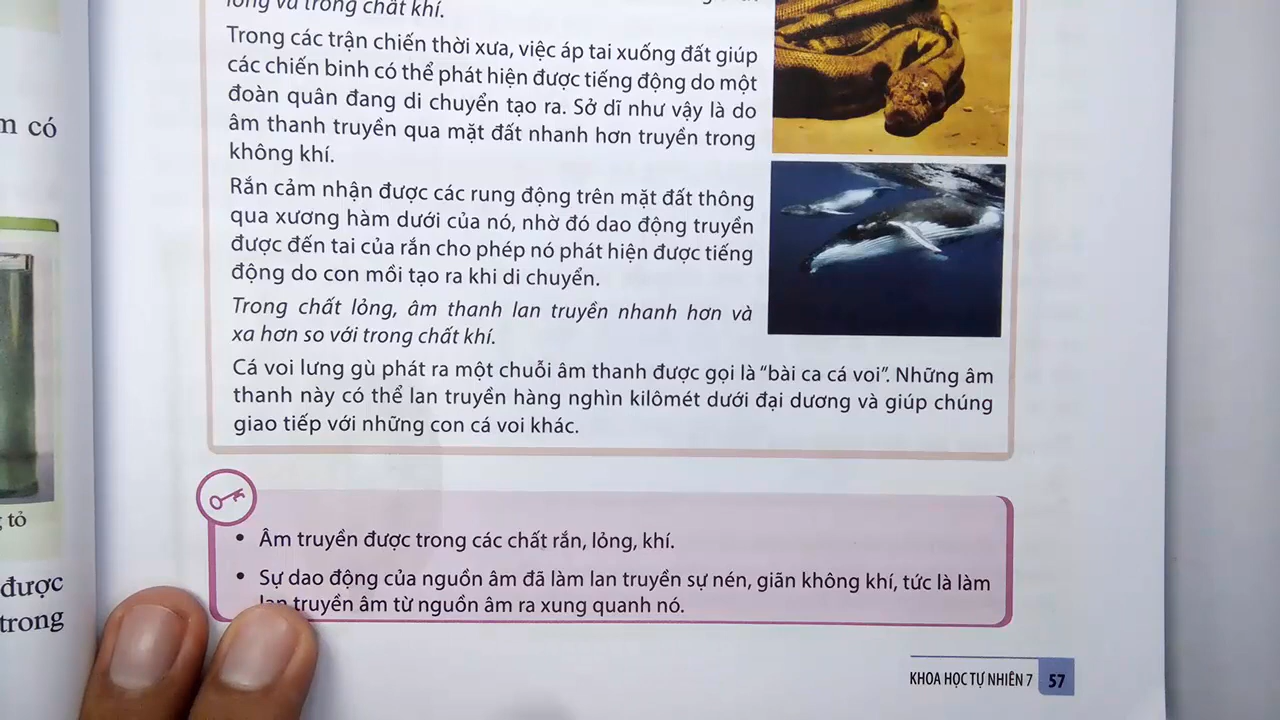 lỏng và trong chất khí.
Trong các trận chiến thời xưa, việc áp tai xuống đất giúp
các chiến binh có thể phát hiện được tiếng động do một
đoàn quân đang di chuyển tạo ra. Sở dĩ như vậy là do
âm thanh truyền qua mặt đất nhanh hơn truyền trong
không khí.
Rắn cảm nhận được các rung động trên mặt đất thông
qua xương hàm dưới của nó, nhờ đó dao động truyền
được đến tai của rắn cho phép nó phát hiện được tiếng
động do con mồi tạo ra khi di chuyển.
Trong chất lỏng, âm thanh lan truyền nhanh hơn và
xa hơn so với trong chất khí.
Cá voi lưng gù phát ra một chuỗi âm thanh được gọi là “bài ca cá voi”. Những âm
thanh này có thể lan truyền hàng nghìn kilômét dưới đại dương và giúp chúng
giao tiếp với những con cá voi khác.
• Âm truyền được trong các chất rắn, lỏng, khí.
• Sự dao động của nguồn âm đã làm lan truyền sự nén, giãn không khí, tức là làm
lan truyền âm từ nguồn âm ra xung quanh nó.
KHOA HỌC TỰ NHIÊN 7 57
có
tỏ
được
trong